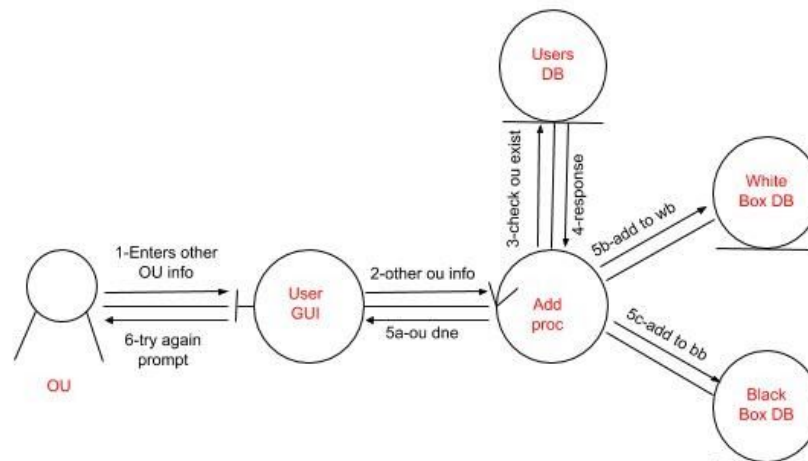 Users
DB
3-check ou exist
4-response
White
Box DB
5b-add to wb
1-Enters other
OU info
2-other ou info
User
GUI
Add
proc
6-try again
prompt
5a-ou dne
5c-add to bb
OU
Black
Box DB